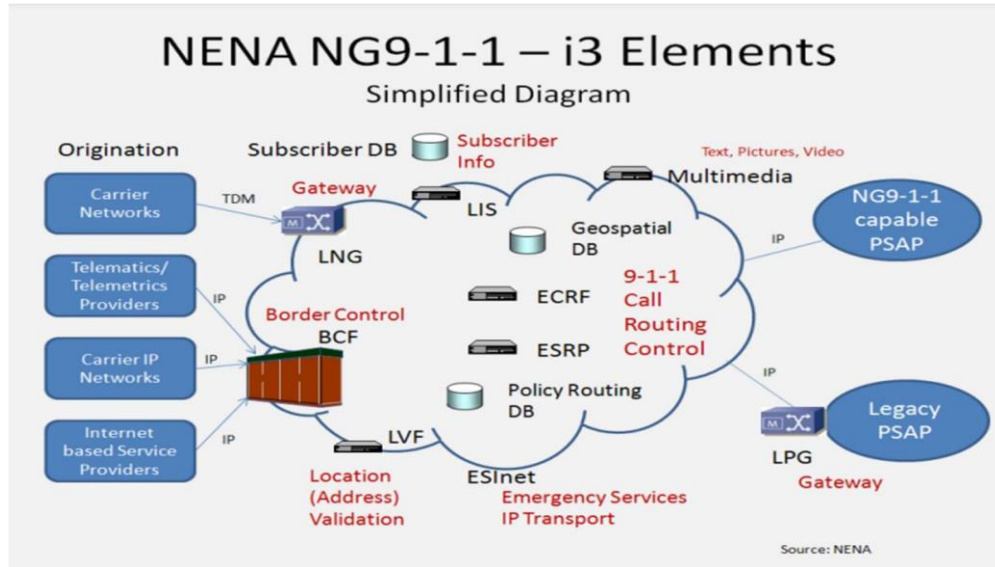 NENA NG9-1-1 – i3 Elements
Simplified Diagram
Origination
Subscriber DB
Subscriber
Info
Text, Pictures, Video
Multimedia
Carrier
Networks
TDM
Gateway
LIS
LNG
Geospatial
DB
NG9-1-1
capable
PSAP
IP
Telematics/
Telemetrics
Providers
IP
Border Control
BCF
ECRF
ESRP
9-1-1
Call
Routing
Control
Carrier IP
Networks
IP
Policy Routing
DB
IP
Legacy
PSAP
M
LPG
Gateway
Internet
based Service
Providers
IP
LVF
Location
(Address)
Validation
ESInet
Emergency Services
IP Transport
M
Source: NENA